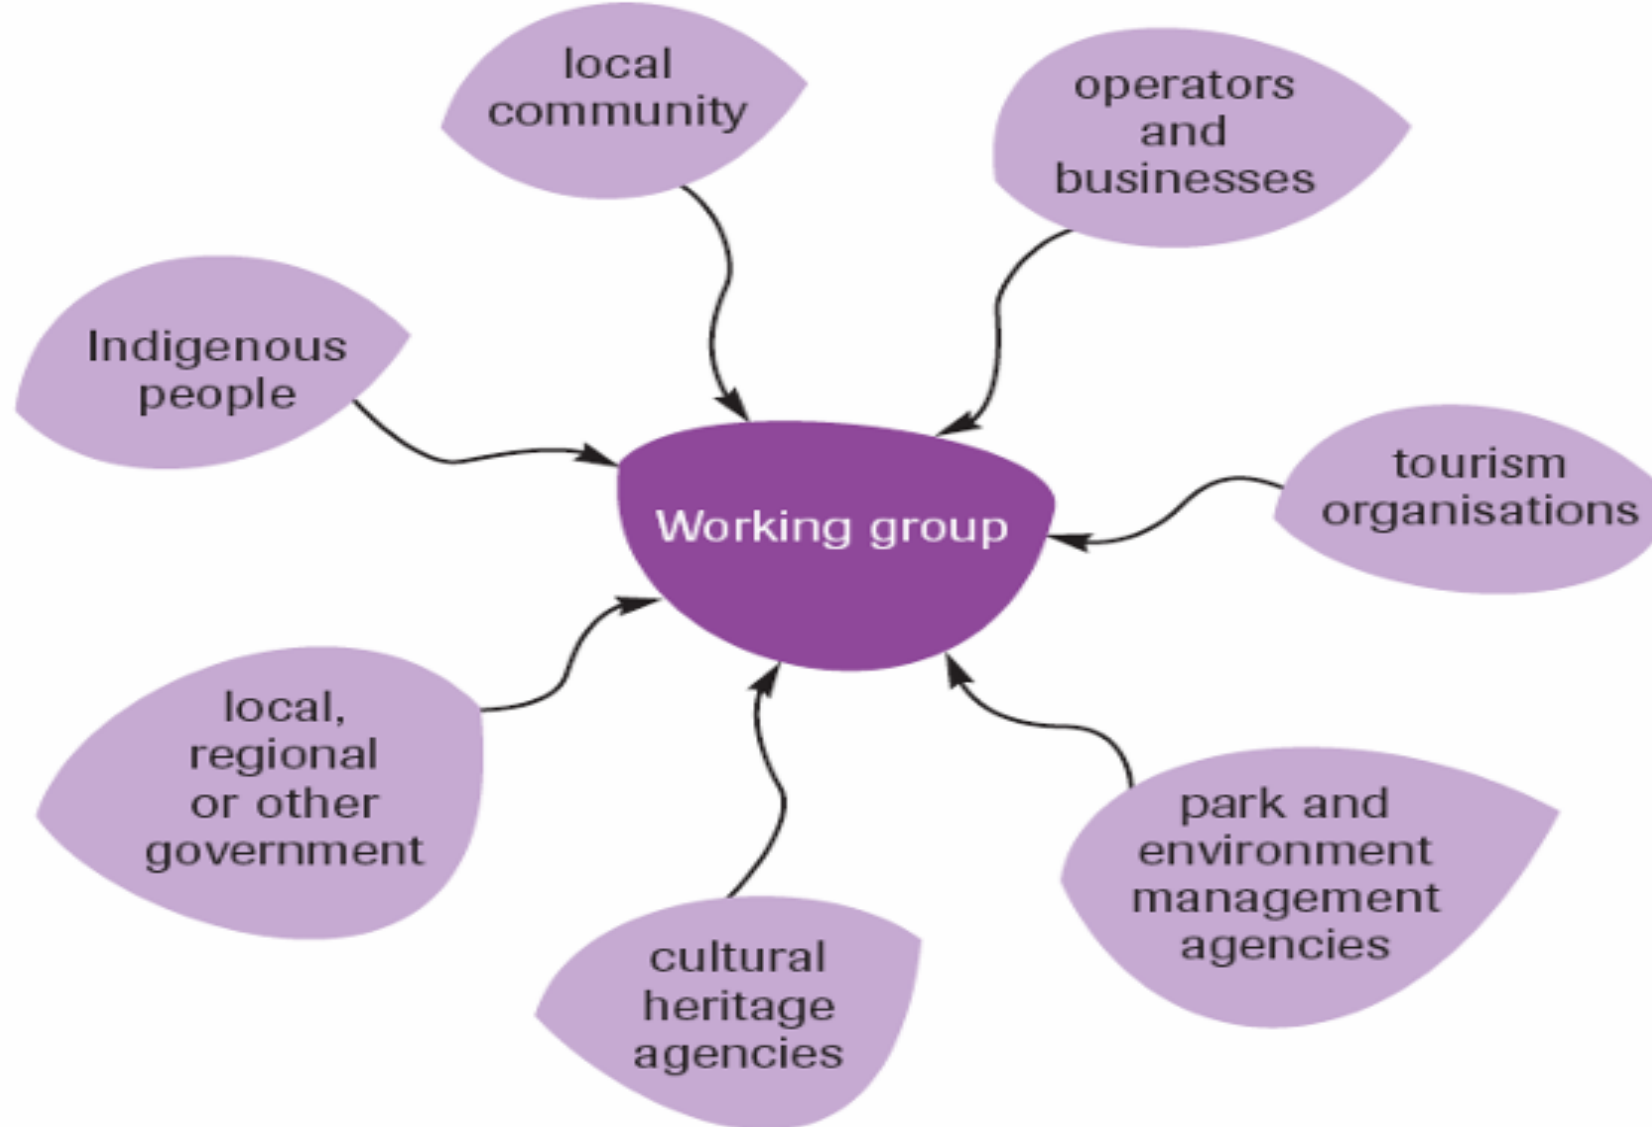 local
community
operators
and
businesses
Indigenous
people
tourism
organisations
Working group
local,
regional
or other
government
park and
environment
management
agencies
cultural
heritage
agencies